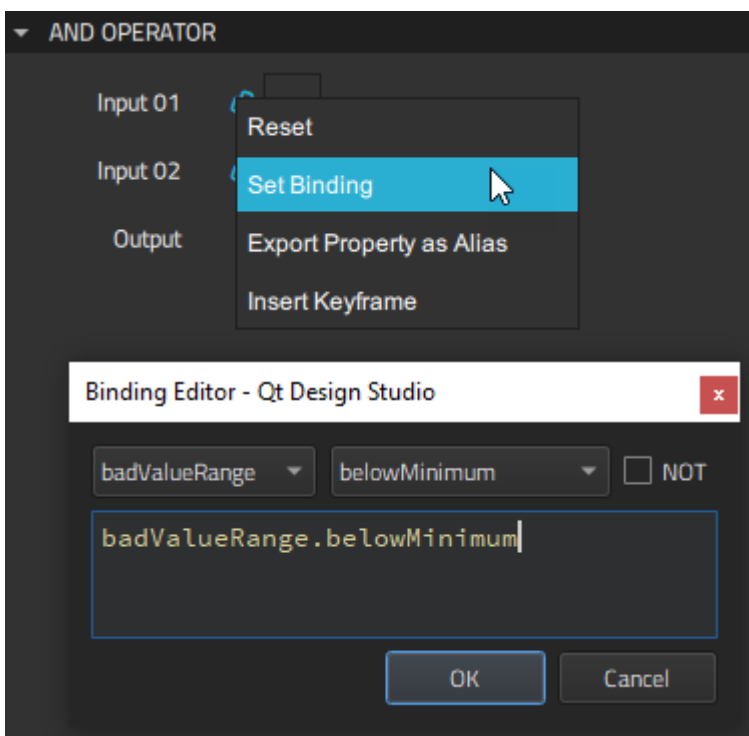 AND OPERATOR
Input 01
Reset
Input 02
Set Binding
Output
Export Property as Alias
Insert Keyframe
Binding Editor - Qt Design Studio
x
badValueRange belowMinimum NOT
badValueRange.belowMinimum
OK Cancel